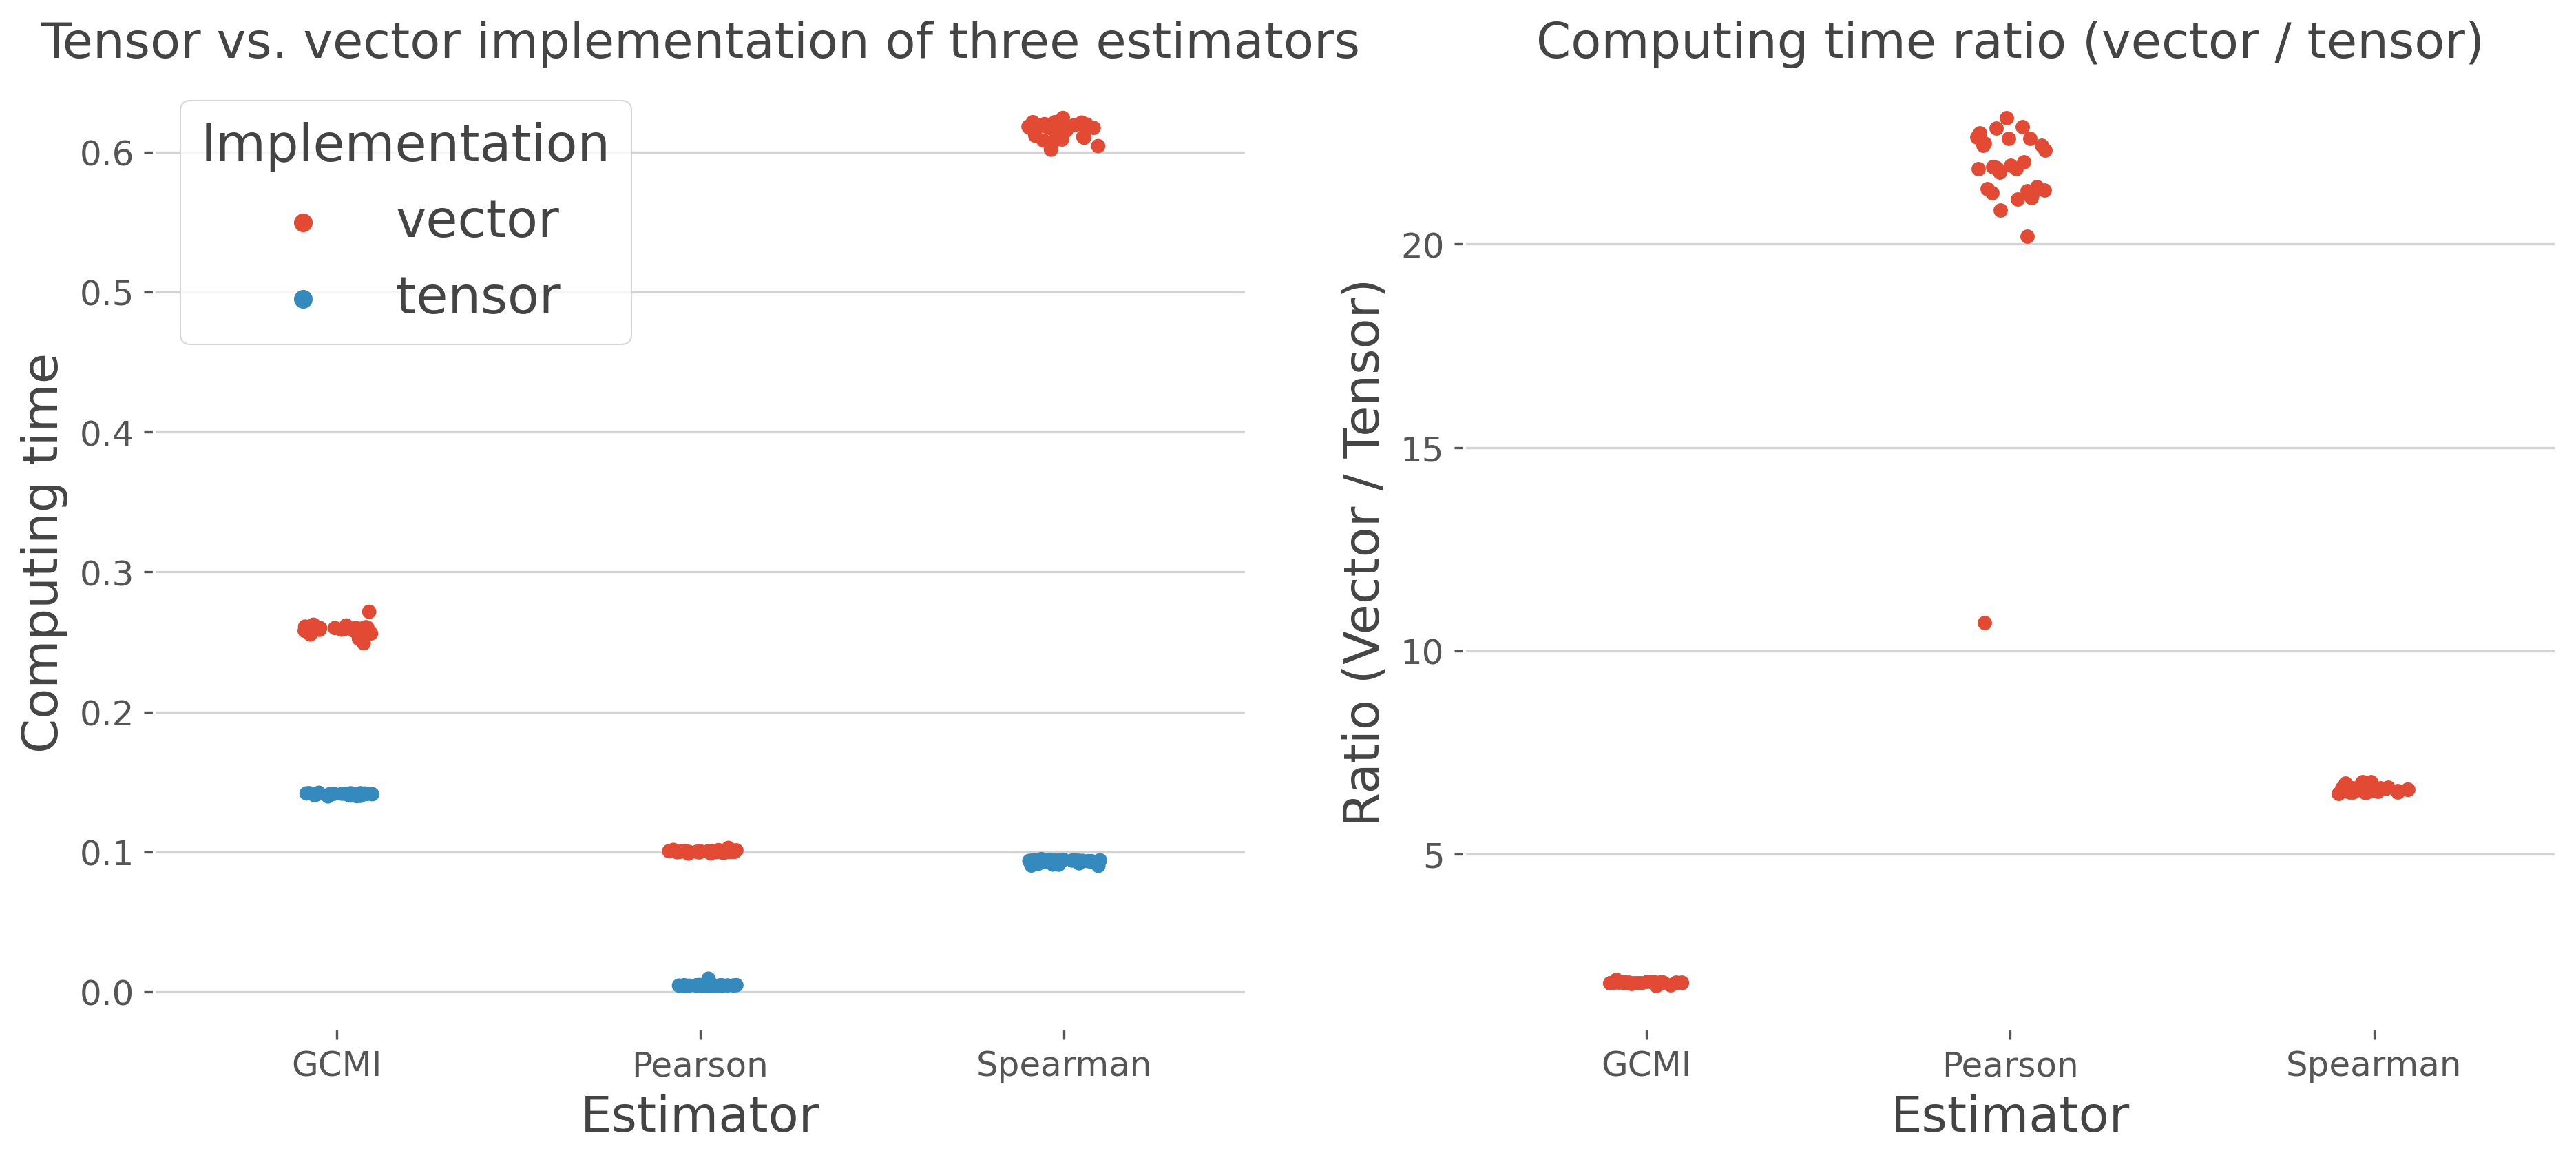 Tensor vs. vector implementation of three estimators
Implementation
vector
tensor
Computing time
0.6
0.5
0.4
0.3
0.2
0.1
0.0
GCMI
Pearson
Spearman
Estimator
Computing time ratio (vector / tensor)
Ratio (Vector / Tensor)
20
15
10
5
GCMI
Pearson
Spearman
Estimator